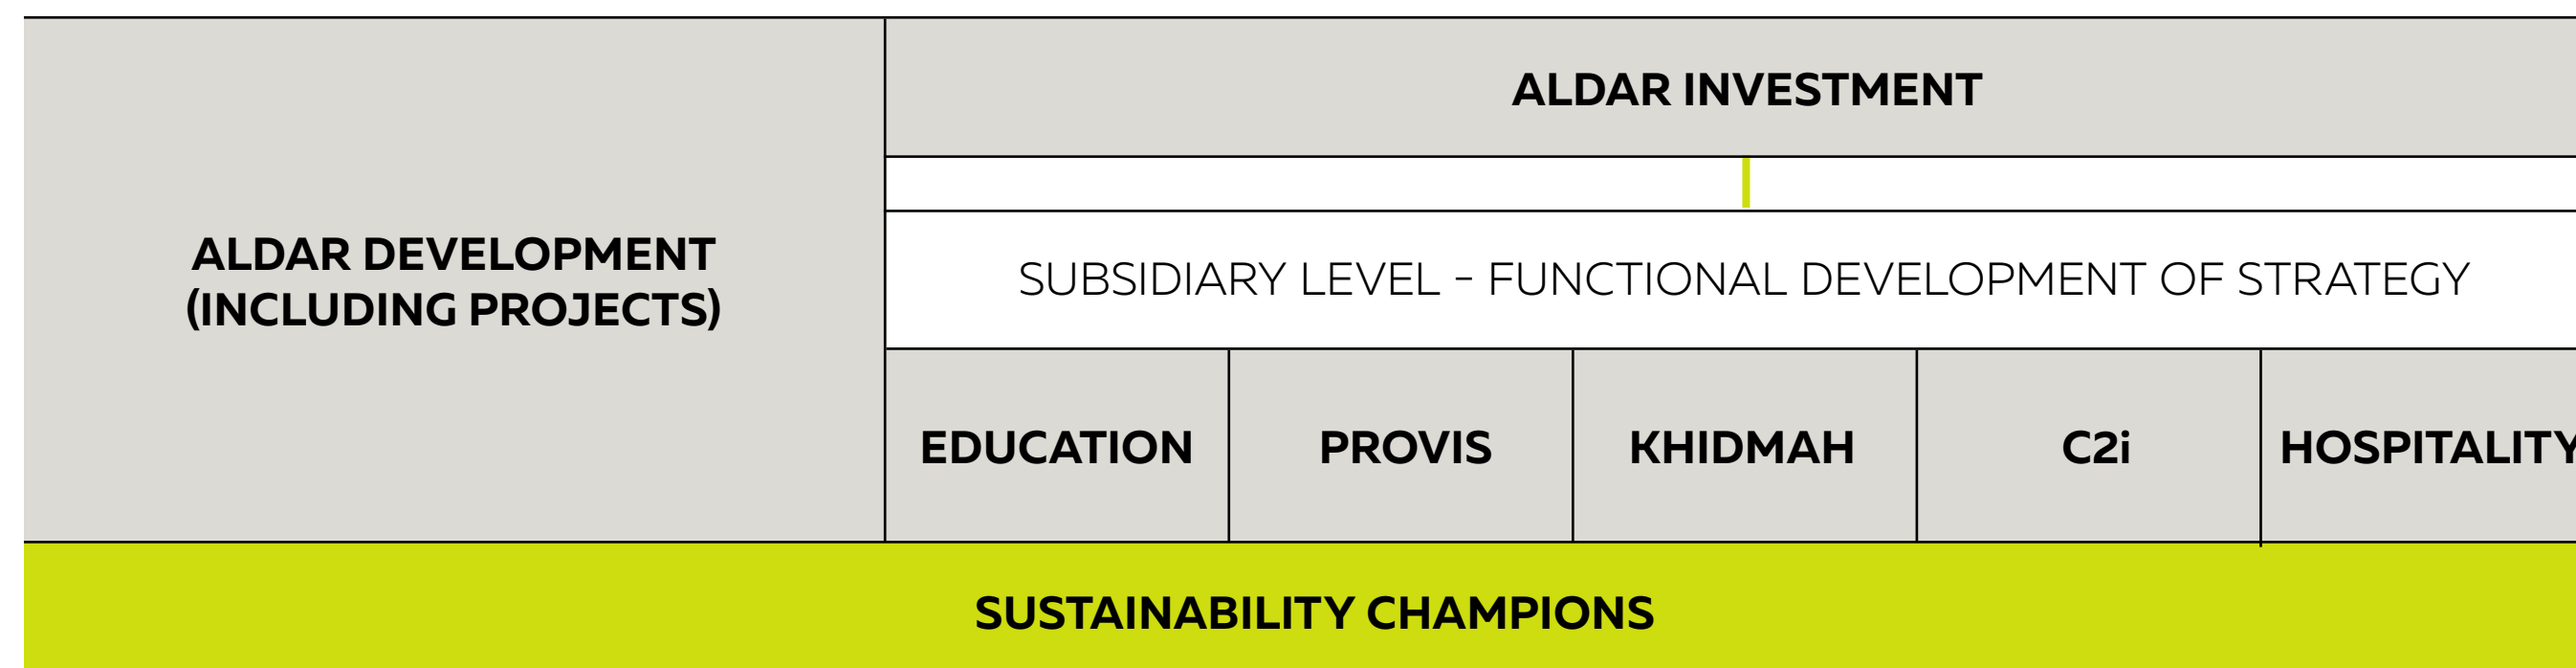 ALDAR INVESTMENT
ALDAR DEVELOPMENT
(INCLUDING PROJECTS)
SUBSIDIARY LEVEL - FUNCTIONAL DEVELOPMENT OF STRATEGY
EDUCATION
PROVIS
KHIDMAH
C2i
HOSPITALITY
SUSTAINABILITY CHAMPIONS